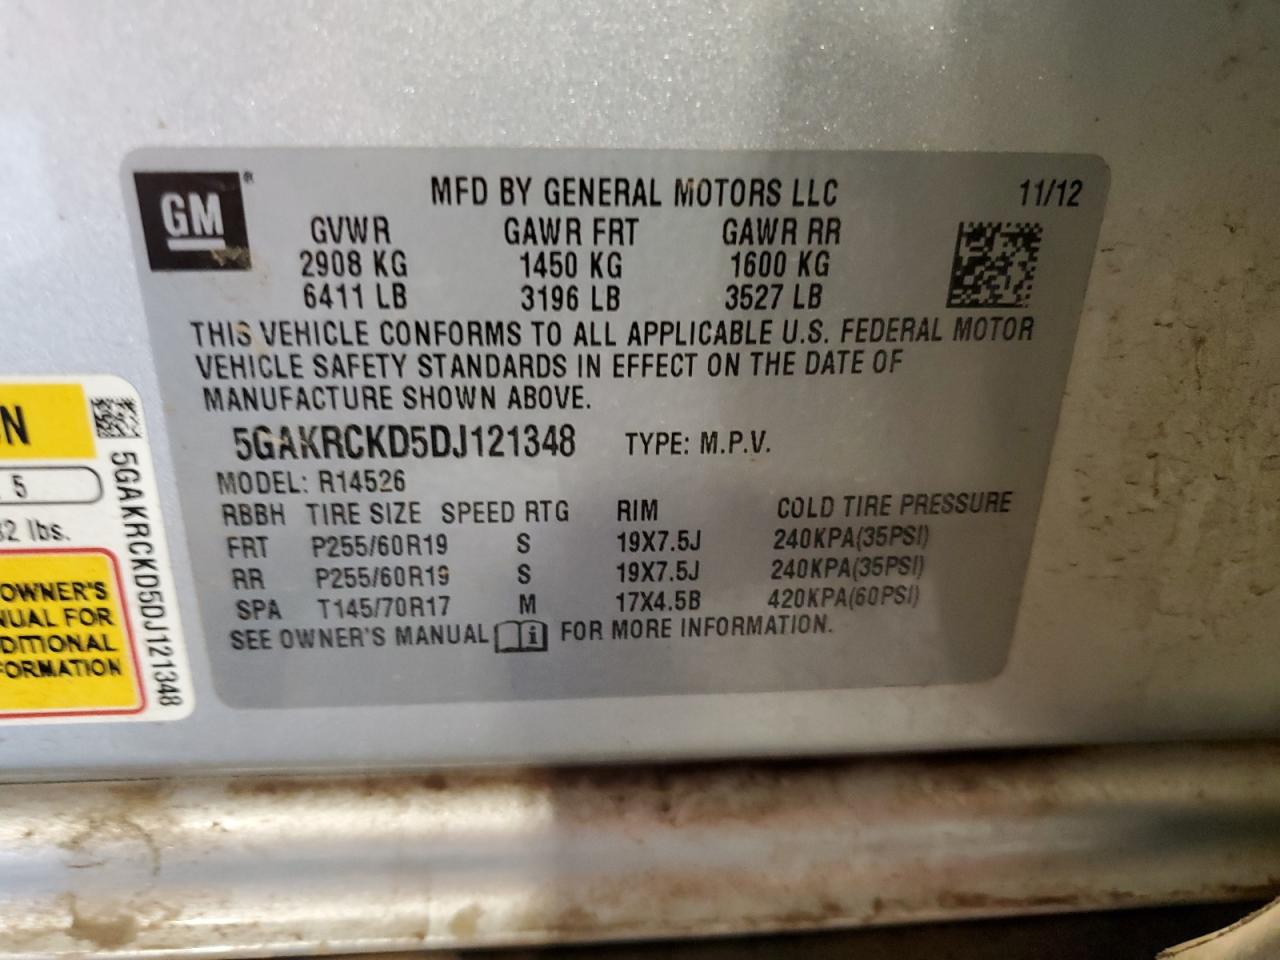 GM
MFD BY GENERAL MOTORS LLC 11/12
GVWR GAWR FRT GAWR RR
2908 KG 1450 KG 1600 KG
6411 LB 3196 LB 3527 LB
THIS VEHICLE CONFORMS TO ALL APPLICABLE U.S. FEDERAL MOTOR
VEHICLE SAFETY STANDARDS IN EFFECT ON THE DATE OF
MANUFACTURE SHOWN ABOVE.
5GAKRCKD5DJ121348 TYPE: M.P.V.
MODEL: R14526
RBBH TIRE SIZE SPEED RTG RIM COLD TIRE PRESSURE
FRT P255/60R19 S 19X7.5J 240KPA(35PSI)
RR P255/60R19 S 19X7.5J 240KPA(35PSI)
SPA T145/70R17 M 17X4.5B 420KPA(60PSI)
SEE OWNER'S MANUAL i FOR MORE INFORMATION.
5
lbs.
OWNER'S
FOR
5GAKRCKD5DJ121348